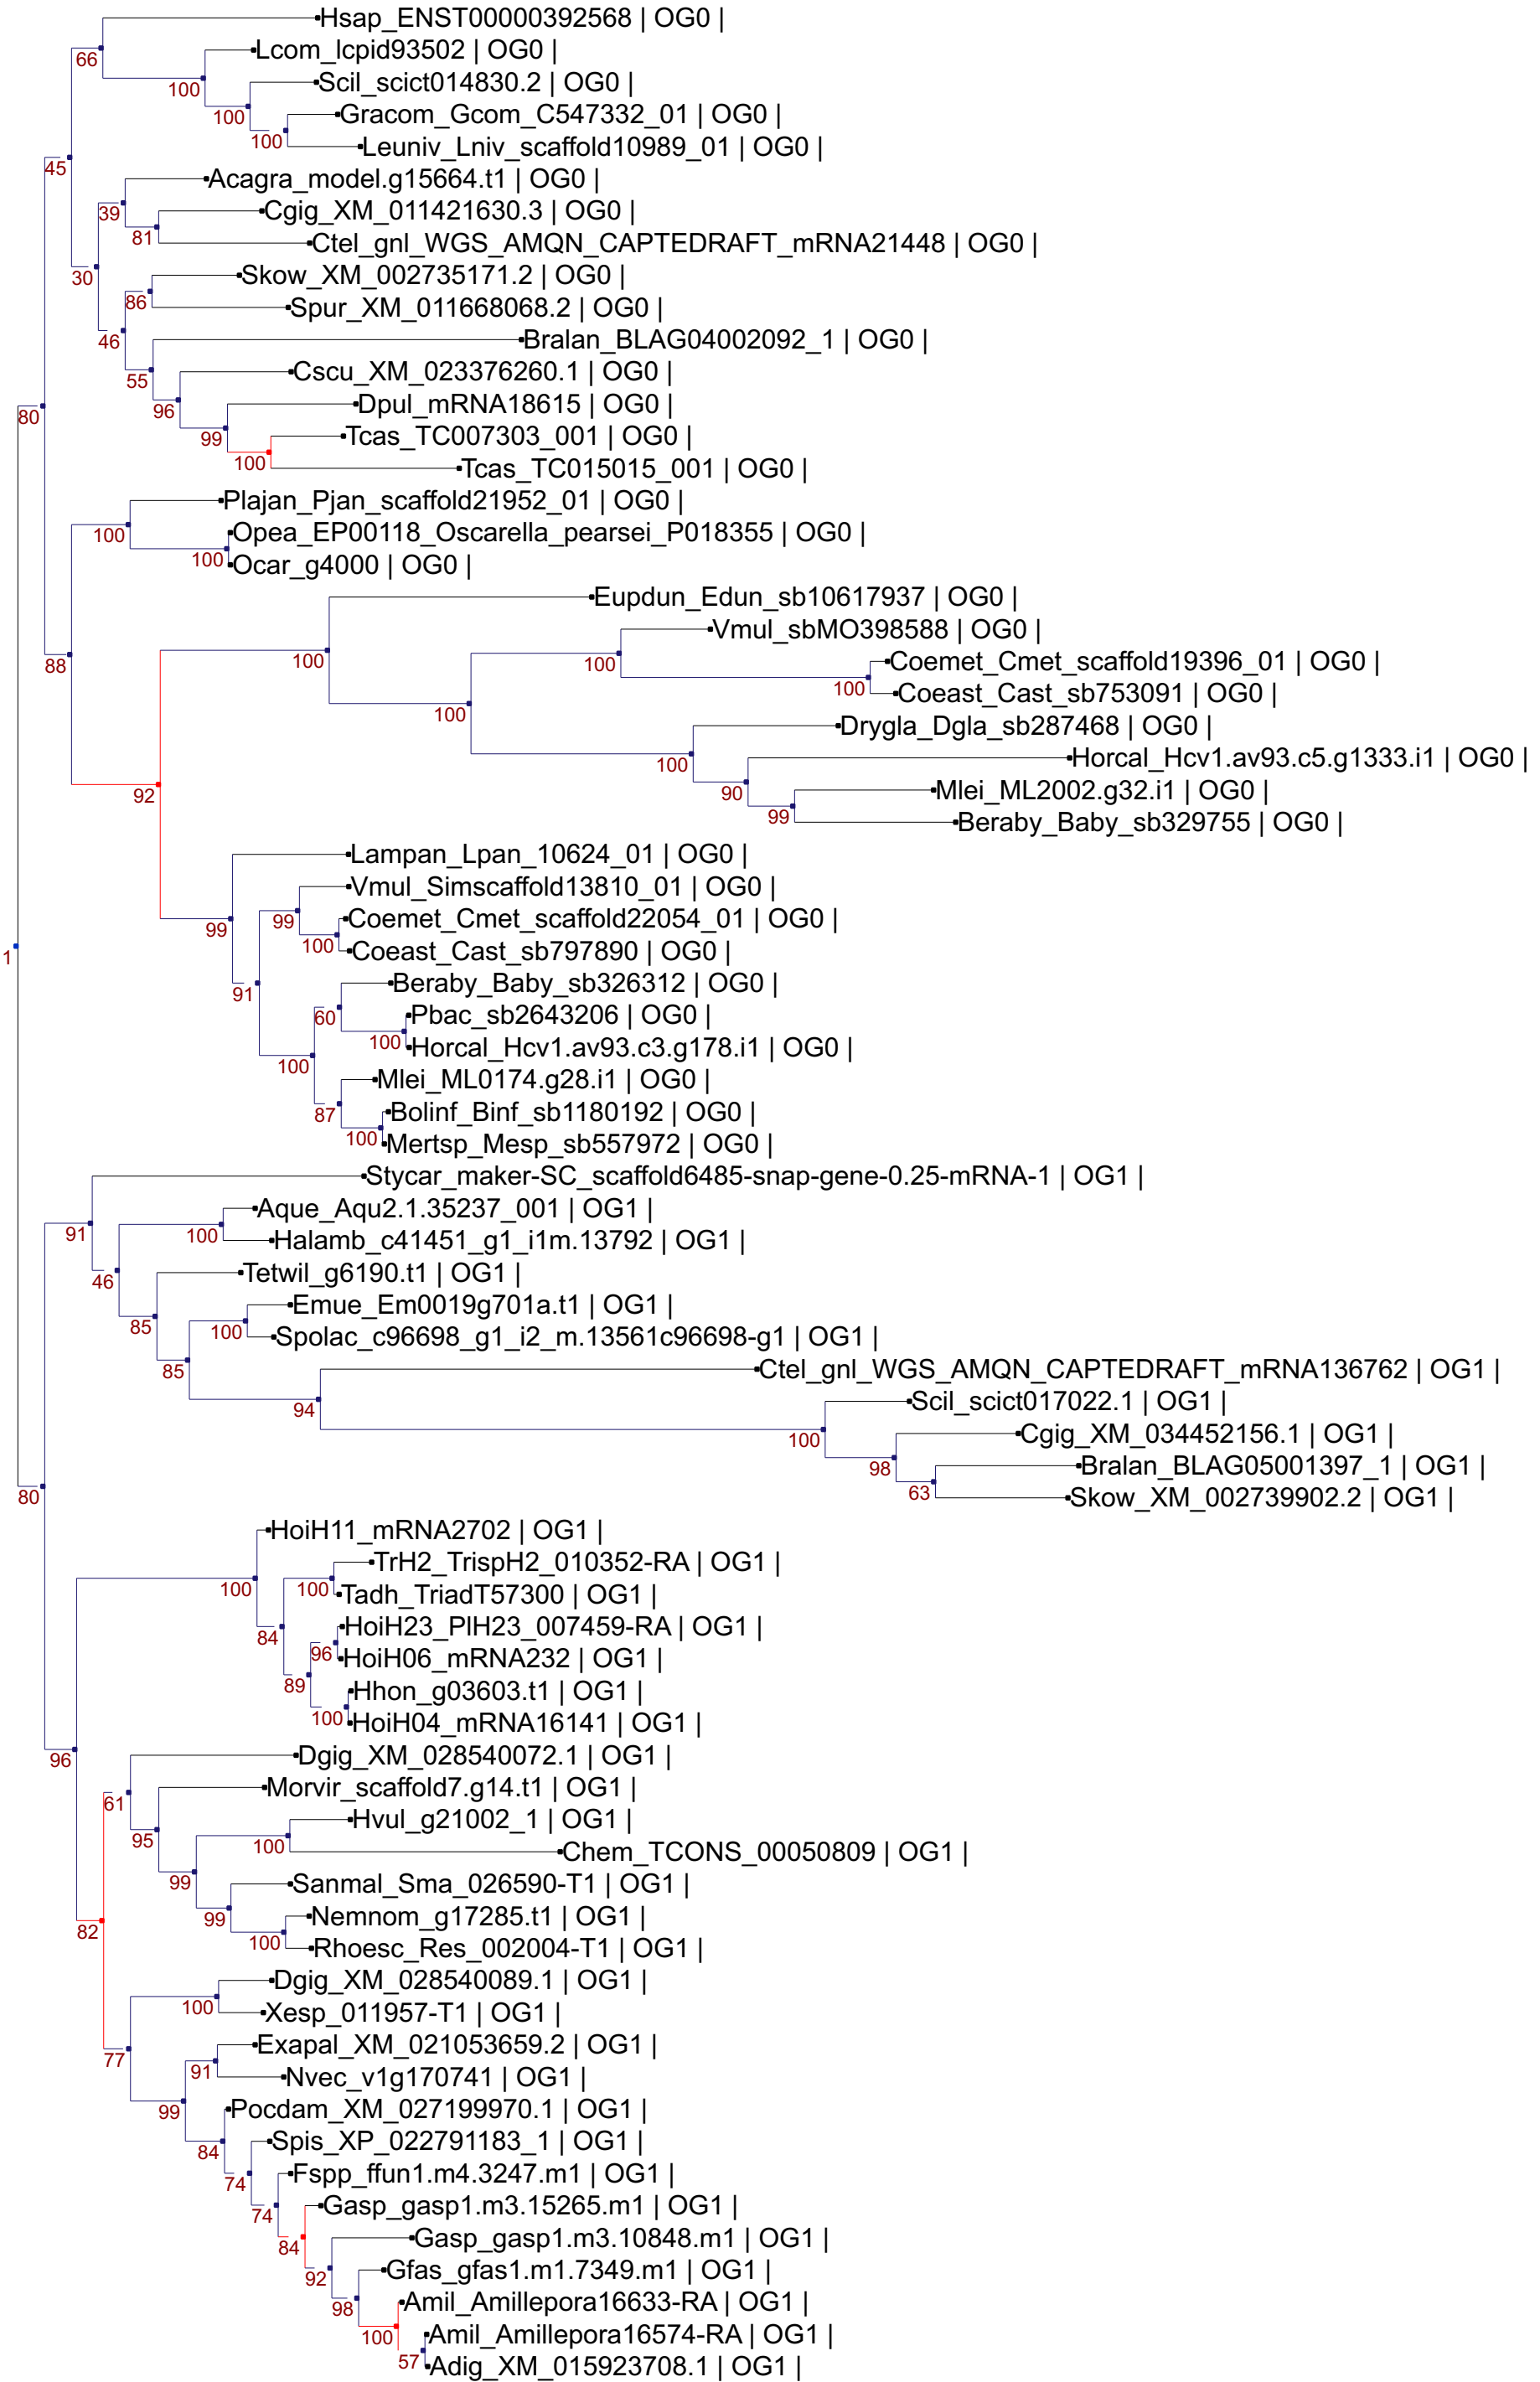 Hsap_ENST00000392568 | OG0 |
66
Lcom_lcpid93502 | OG0 |
100
Scil_scict014830.2 | OG0 |
100
Gracom_Gcom_C547332_01 | OG0 |
100
Leuniv_Lniv_scaffold10989_01 | OG0 |
45
Acagra_model.g15664.t1 | OG0 |
39
Cgig_XM_011421630.3 | OG0 |
81
Ctel_gnl_WGS_AMQN_CAPTEDRAFT_mRNA21448 | OG0 |
30
Skow_XM_002735171.2 | OG0 |
86
Spur_XM_011668068.2 | OG0 |
46
Bralan_BLAG04002092_1 | OG0 |
55
Cscu_XM_023376260.1 | OG0 |
96
Dpul_mRNA18615 | OG0 |
80
99
Tcas_TC007303_001 | OG0 |
100
Tcas_TC015015_001 | OG0 |
Plajan_Pjan_scaffold21952_01 | OG0 |
100
Opea_EP00118_Oscarella_pearsei_P018355 | OG0 |
100
Ocar_g4000 | OG0 |
Eupdun_Edun_sb10617937 | OG0 |
Vmul_sbMO398588 | OG0 |
88
100
100
Coemet_Cmet_scaffold19396_01 | OG0 |
100
Coeast_Cast_sb753091 | OG0 |
100
Drygla_Dgla_sb287468 | OG0 |
100
Horcal_Hcv1.av93.c5.g1333.i1 | OG0 |
92
90
Mlei_ML2002.g32.i1 | OG0 |
99
Beraby_Baby_sb329755 | OG0 |
Lampan_Lpan_10624_01 | OG0 |
Vmul_Simscaffold13810_01 | OG0 |
99
99
Coemet_Cmet_scaffold22054_01 | OG0 |
100
Coeast_Cast_sb797890 | OG0 |
1
91
Beraby_Baby_sb326312 | OG0 |
60
Pbac_sb2643206 | OG0 |
100
Horcal_Hcv1.av93.c3.g178.i1 | OG0 |
100
Mlei_ML0174.g28.i1 | OG0 |
87
Bolinf_Binf_sb1180192 | OG0 |
100
Mertsp_Mesp_sb557972 | OG0 |
Stycar_maker-SC_scaffold6485-snap-gene-0.25-mRNA-1 | OG1 |
91
Aque_Aqu2.1.35237_001 | OG1 |
100
Halamb_c41451_g1_i1m.13792 | OG1 |
46
Tetwil_g6190.t1 | OG1 |
85
Emue_Em0019g701a.t1 | OG1 |
100
Spolac_c96698_g1_i2_m.13561c96698-g1 | OG1 |
85
Ctel_gnl_WGS_AMQN_CAPTEDRAFT_mRNA136762 | OG1 |
94
Scil_scict017022.1 | OG1 |
100
Cgig_XM_034452156.1 | OG1 |
98
Bralan_BLAG05001397_1 | OG1 |
80
63
Skow_XM_002739902.2 | OG1 |
HoiH11_mRNA2702 | OG1 |
100
TrH2_TrispH2_010352-RA | OG1 |
100
Tadh_TriadT57300 | OG1 |
84
HoiH23_PlH23_007459-RA | OG1 |
96
HoiH06_mRNA232 | OG1 |
89
Hhon_g03603.t1 | OG1 |
100
HoiH04_mRNA16141 | OG1 |
96
Dgig_XM_028540072.1 | OG1 |
61
Morvir_scaffold7.g14.t1 | OG1 |
95
Hvul_g21002_1 | OG1 |
100
Chem_TCONS_00050809 | OG1 |
99
Sanmal_Sma_026590-T1 | OG1 |
82
99
Nemnom_g17285.t1 | OG1 |
100
Rhoesc_Res_002004-T1 | OG1 |
Dgig_XM_028540089.1 | OG1 |
100
Xesp_011957-T1 | OG1 |
77
Exapal_XM_021053659.2 | OG1 |
91
Nvec_v1g170741 | OG1 |
99
Pocdam_XM_027199970.1 | OG1 |
84
Spis_XP_022791183_1 | OG1 |
74
Fspp_ffun1.m4.3247.m1 | OG1 |
74
Gasp_gasp1.m3.15265.m1 | OG1 |
84
Gasp_gasp1.m3.10848.m1 | OG1 |
92
Gfas_gfas1.m1.7349.m1 | OG1 |
98
Amil_Amillepora16633-RA | OG1 |
100
Amil_Amillepora16574-RA | OG1 |
57
Adig_XM_015923708.1 | OG1 |